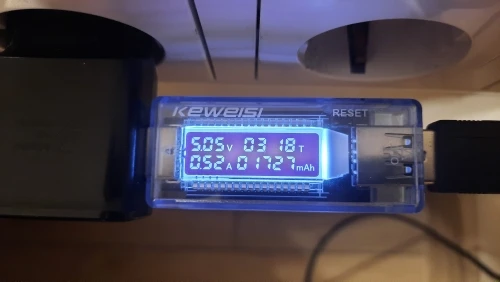 KEWEISI RESET
5.05V 03 18T
0.52A 01727mAh